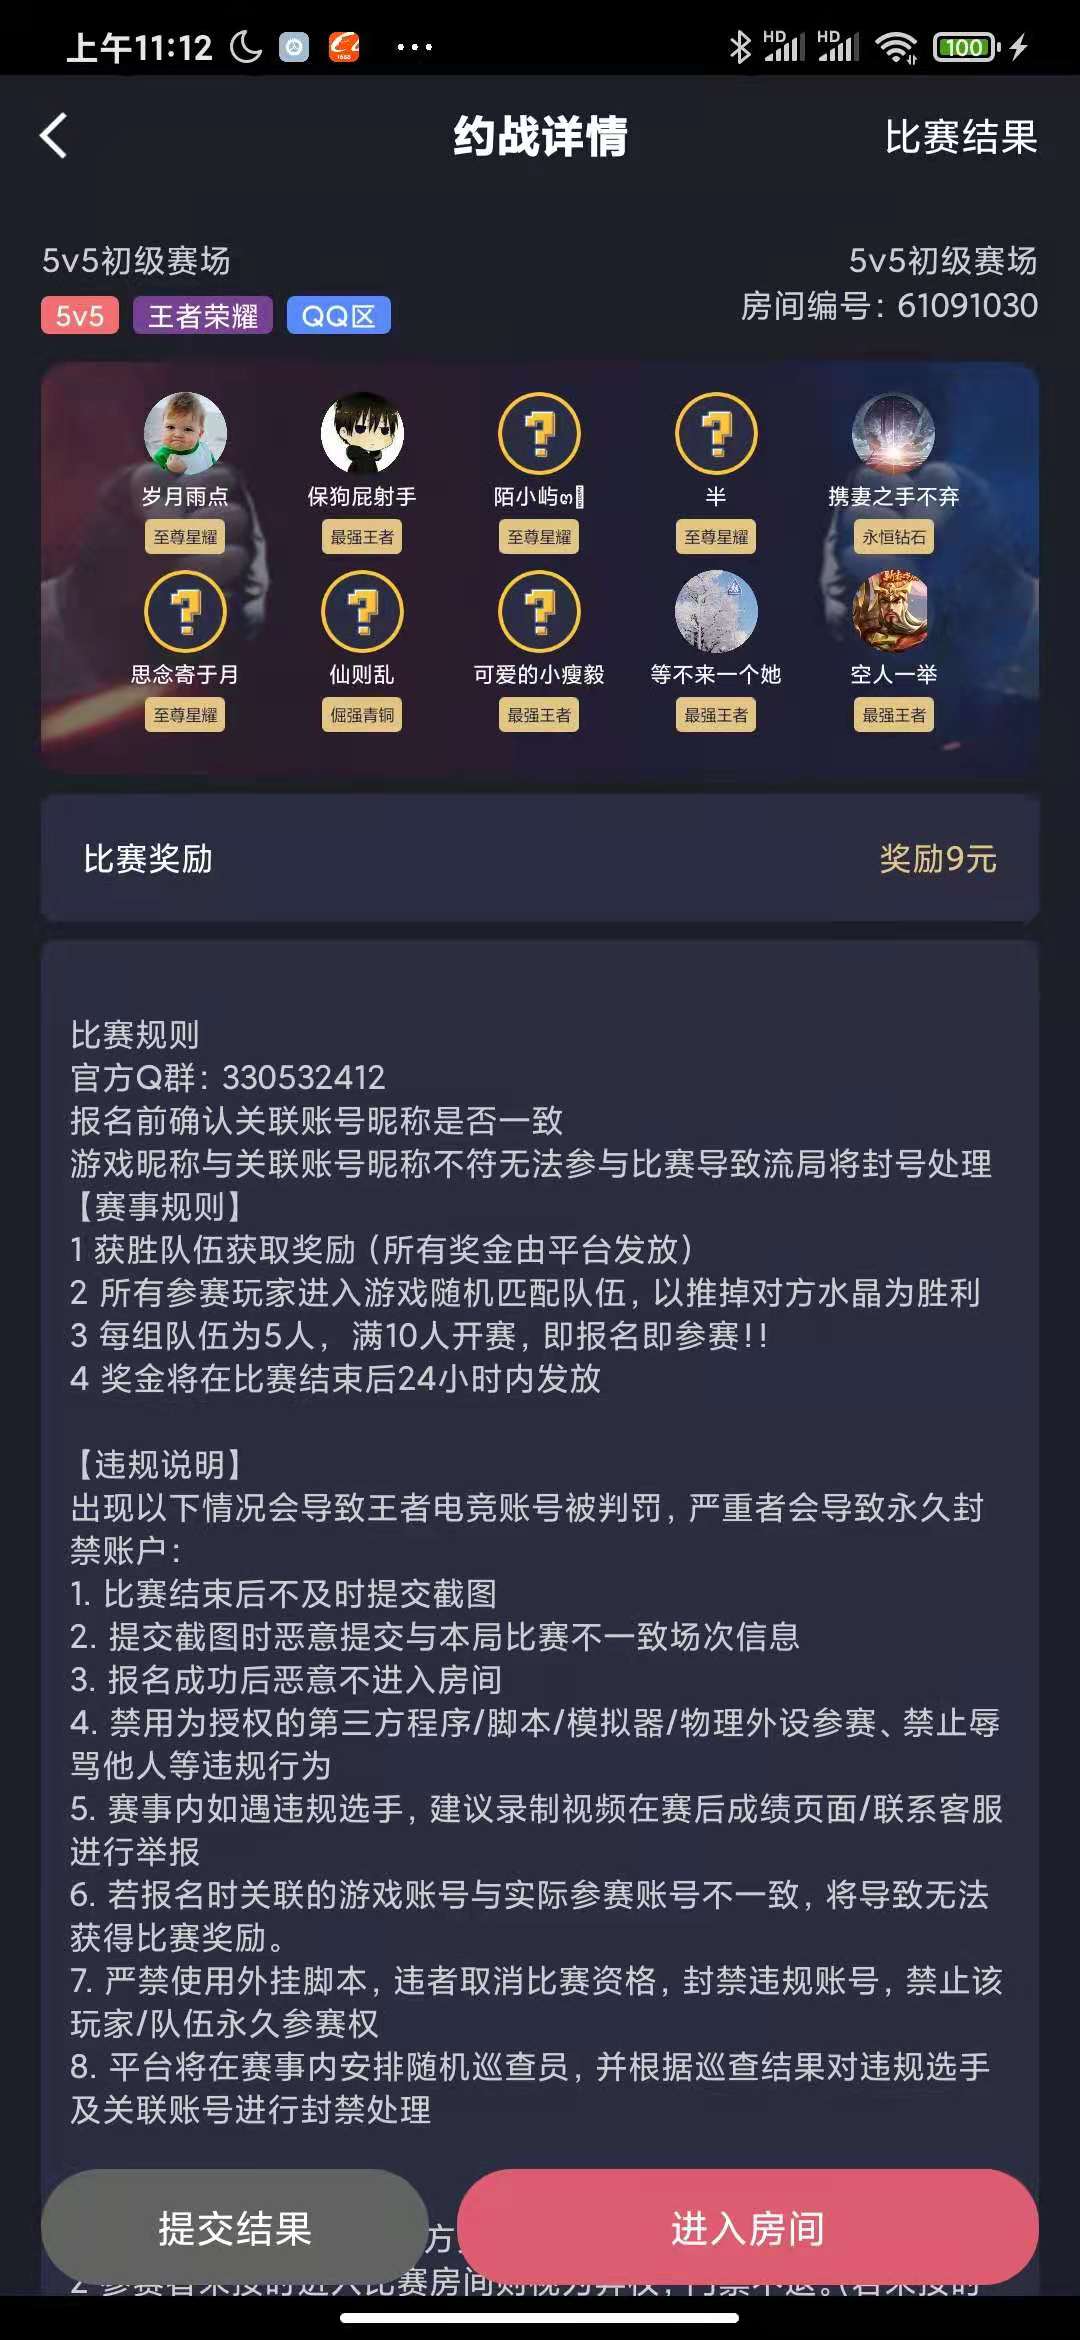 上午11:12
HD HD 100
约战详情 比赛结果
5v5初级赛场 5v5初级赛场
5v5 王者荣耀 QQ区 房间编号：61091030
岁月雨点 保狗屁射手 陌小屿 半 携妻之手不弃
至尊星耀 最强王者 至尊星耀 至尊星耀 永恒钻石
思念寄于月 仙则乱 可爱的小瘦毅 等不来一个她 空人一举
至尊星耀 倔强青铜 最强王者 最强王者 最强王者
比赛奖励 奖励9元
比赛规则
官方Q群：330532412
报名前确认关联账号昵称是否一致
游戏昵称与关联账号昵称不符无法参与比赛导致流局将封号处理
【赛事规则】
1 获胜队伍获取奖励（所有奖金由平台发放）
2 所有参赛玩家进入游戏随机匹配队伍，以推掉对方水晶为胜利
3 每组队伍为5人，满10人开赛，即报名即参赛！！
4 奖金将在比赛结束后24小时内发放
【违规说明】
出现以下情况会导致王者电竞账号被判罚，严重者会导致永久封
禁账户：
1. 比赛结束后不及时提交截图
2. 提交截图时恶意提交与本局比赛不一致场次信息
3. 报名成功后恶意不进入房间
4. 禁用为授权的第三方程序/脚本/模拟器/物理外设参赛、禁止辱
骂他人等违规行为
5. 赛事内如遇违规选手，建议录制视频在赛后成绩页面/联系客服
进行举报
6. 若报名时关联的游戏账号与实际参赛账号不一致，将导致无法
获得比赛奖励。
7. 严禁使用外挂脚本，违者取消比赛资格，封禁违规账号，禁止该
玩家/队伍永久参赛权
8. 平台将在赛事内安排随机巡查员，并根据巡查结果对违规选手
及关联账号进行封禁处理
提交结果 方 进入房间
2 参赛者未按时进入比赛房间则视为弃权，门票不退。（若未按时